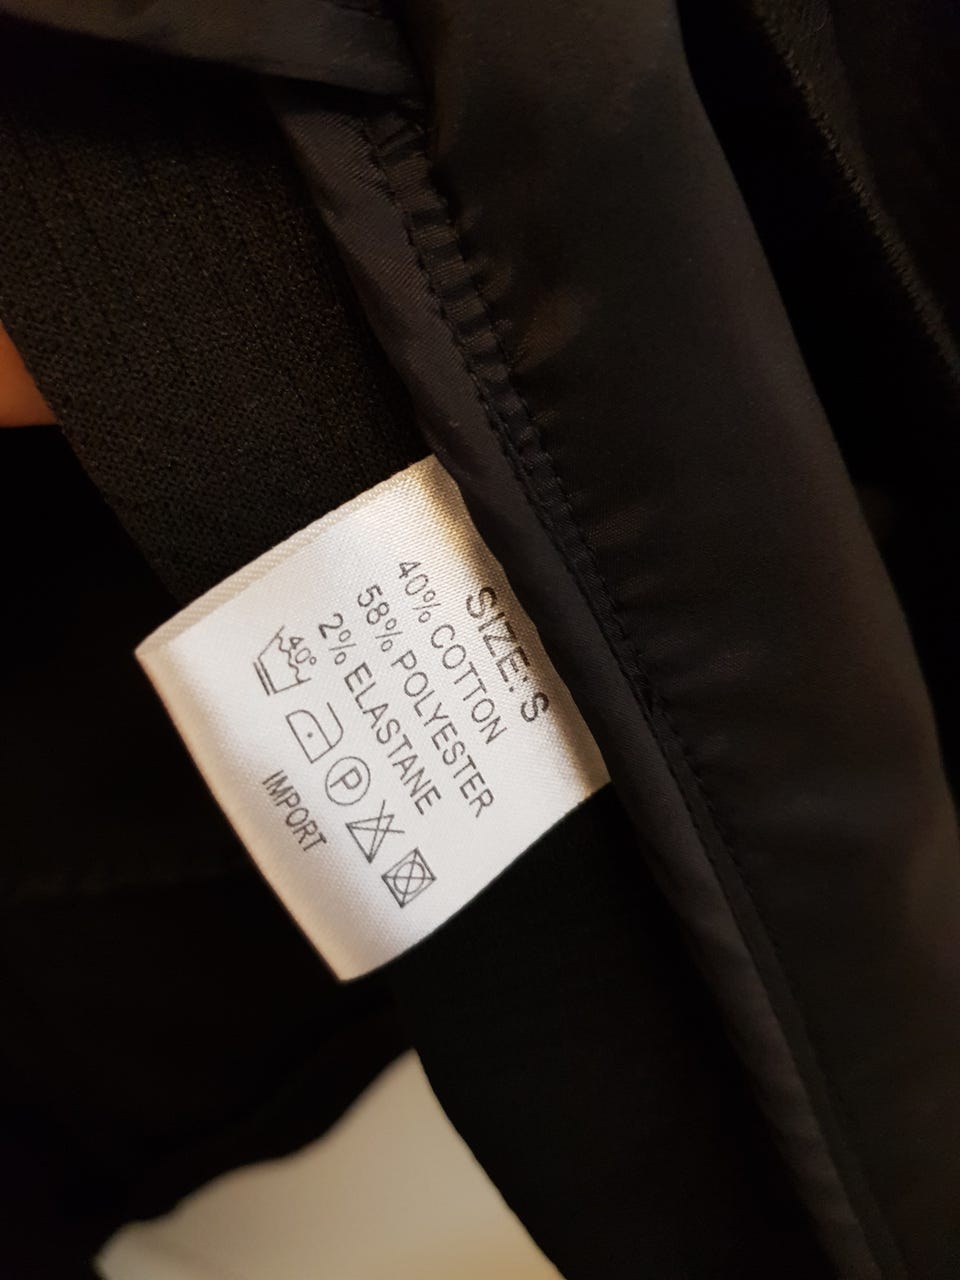 SIZE: S
40% COTTON
58% POLYESTER
2% ELASTANE
40° P
IMPORT